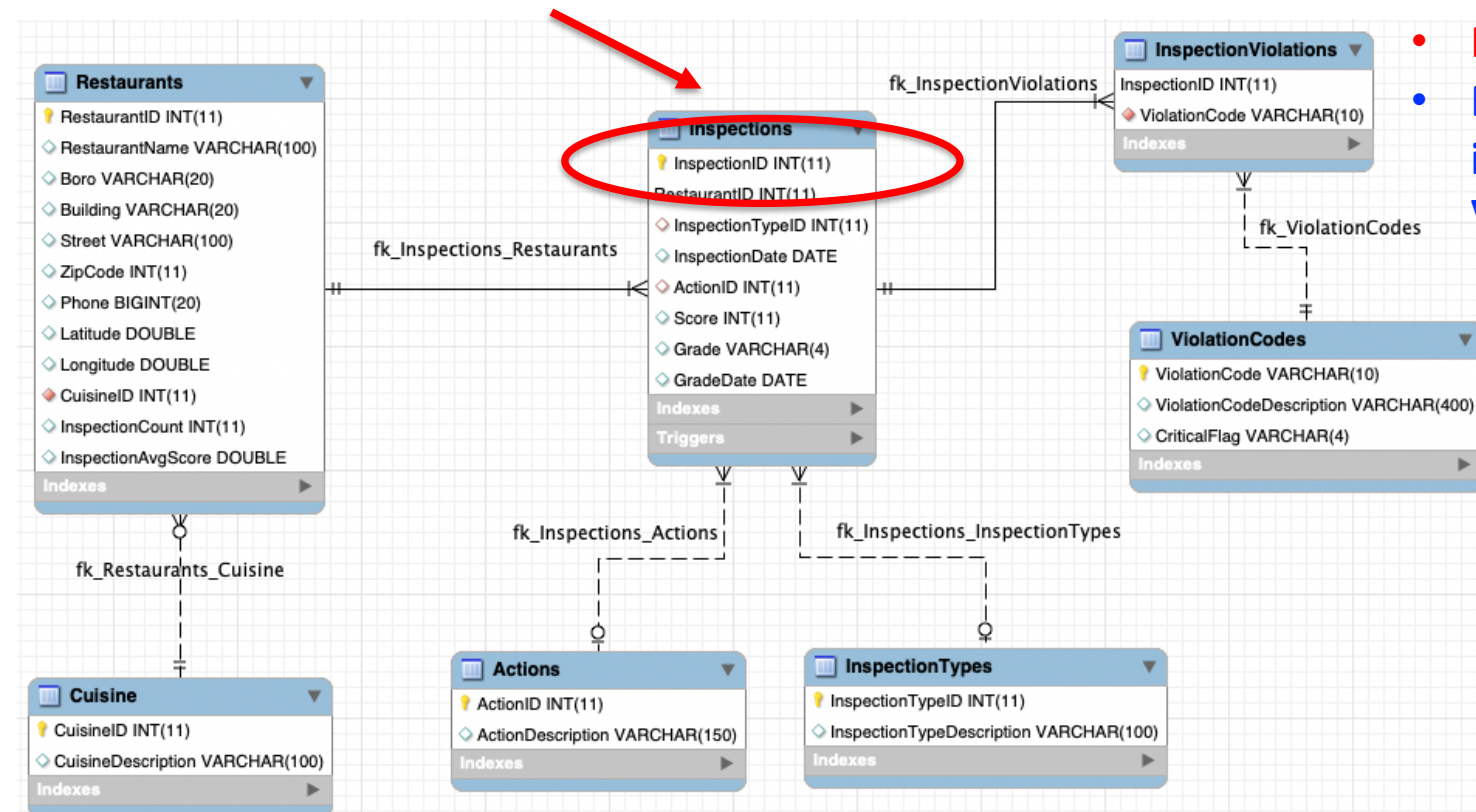 Restaurants
RestaurantID INT(11)
RestaurantName VARCHAR(100)
Boro VARCHAR(20)
Building VARCHAR(20)
Street VARCHAR(100)
ZipCode INT(11)
Phone BIGINT(20)
Latitude DOUBLE
Longitude DOUBLE
CuisineID INT(11)
InspectionCount INT(11)
InspectionAvgScore DOUBLE
Indexes
fk_Restaurants_Cuisine
Cuisine
CuisineID INT(11)
CuisineDescription VARCHAR(100)
Indexes
fk_Inspections_Restaurants
Inspections
InspectionID INT(11)
RestaurantID INT(11)
InspectionTypeID INT(11)
InspectionDate DATE
ActionID INT(11)
Score INT(11)
Grade VARCHAR(4)
GradeDate DATE
Indexes
Triggers
fk_Inspections_Actions
Actions
ActionID INT(11)
ActionDescription VARCHAR(150)
Indexes
fk_Inspections_InspectionTypes
InspectionTypes
InspectionTypeID INT(11)
InspectionTypeDescription VARCHAR(100)
Indexes
fk_InspectionViolations
InspectionViolations
InspectionID INT(11)
ViolationCode VARCHAR(10)
Indexes
fk_ViolationCodes
ViolationCodes
ViolationCode VARCHAR(10)
ViolationCodeDescription VARCHAR(400)
CriticalFlag VARCHAR(4)
Indexes